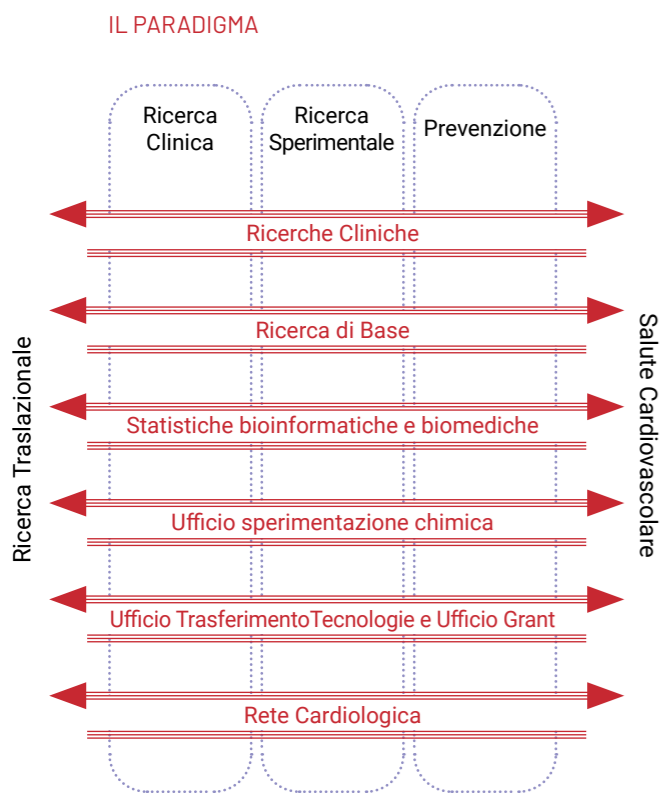 IL PARADIGMA
Ricerca
Clinica
Ricerca
Sperimentale
Prevenzione
Ricerche Cliniche
Ricerca di Base
Statistiche bioinformatiche e biomediche
Ufficio sperimentazione chimica
Ufficio TrasferimentoTecnologie e Ufficio Grant
Rete Cardiologica
Ricerca Traslazionale
Salute Cardiovascolare